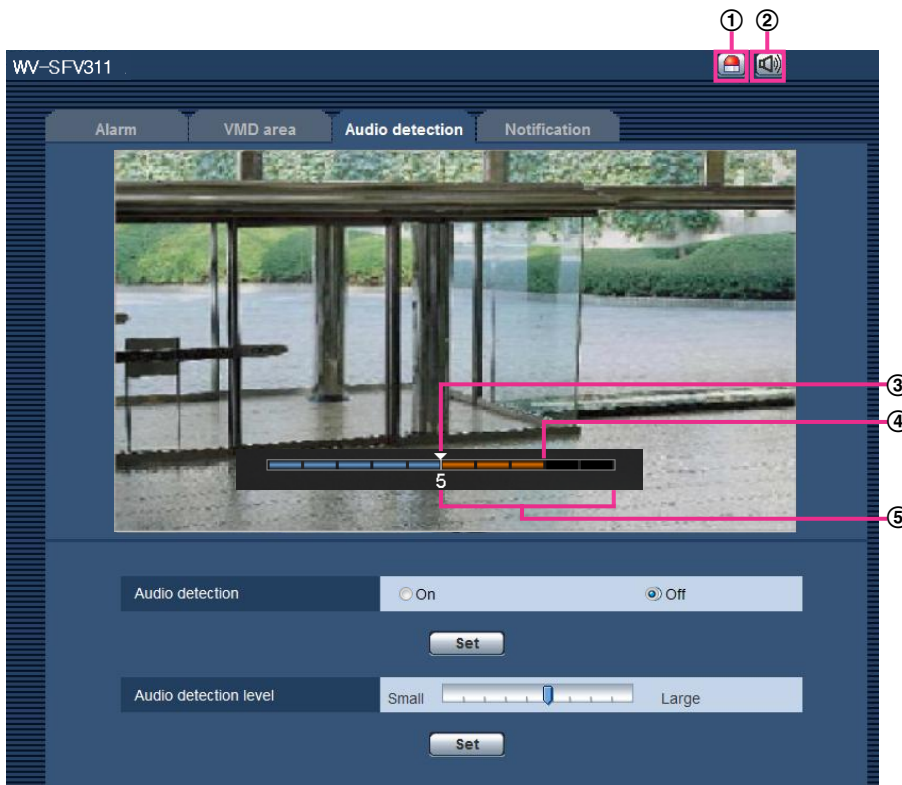 ① ②
WV-SFV311
Alarm VMD area Audio detection Notification
③
④
5
⑤
Audio detection On Off
Set
Audio detection level Small Large
Set